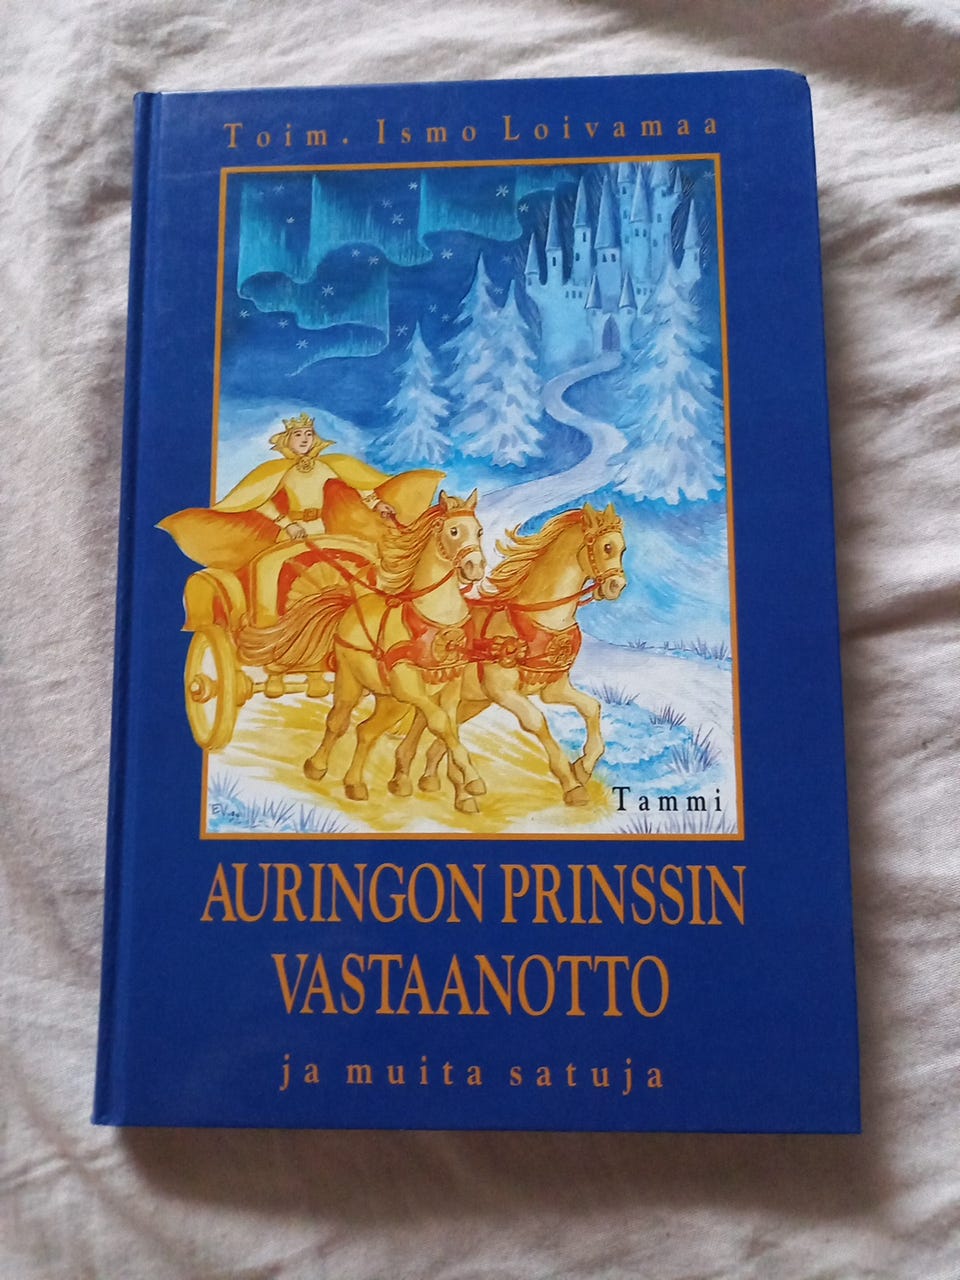 Toim. Ismo Loivamaa
Tammi
AURINGON PRINSSIN
VASTAANOTTO
ja muita satuja